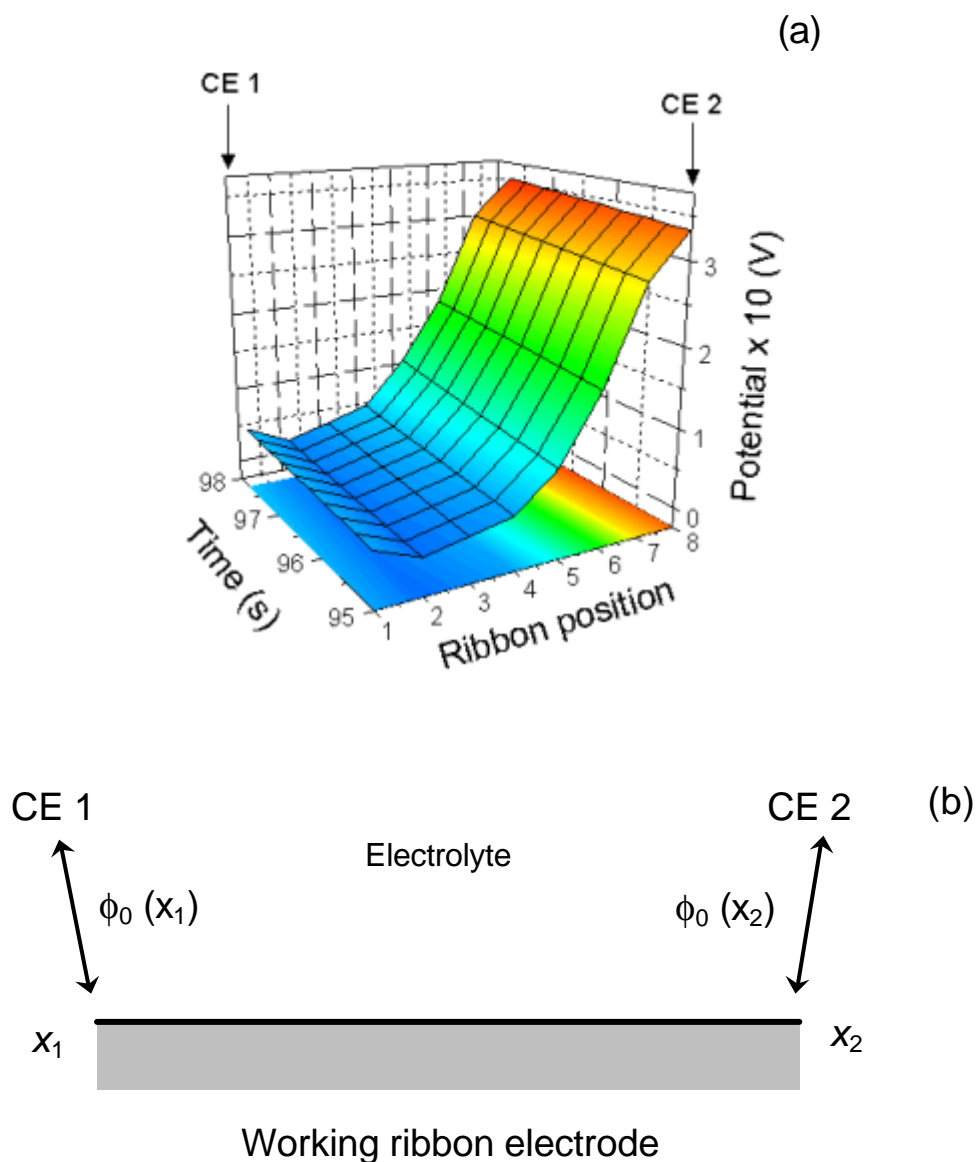 (a)
CE 1
CE 2
3
2
1
0
Potential x 10 (V)
98
97
96
95
Time (s)
1
2
3
4
5
6
7
8
Ribbon position
CE 1
CE 2
(b)
Electrolyte
ϕ₀ (x₁)
ϕ₀ (x₂)
x₁
x₂
Working ribbon electrode